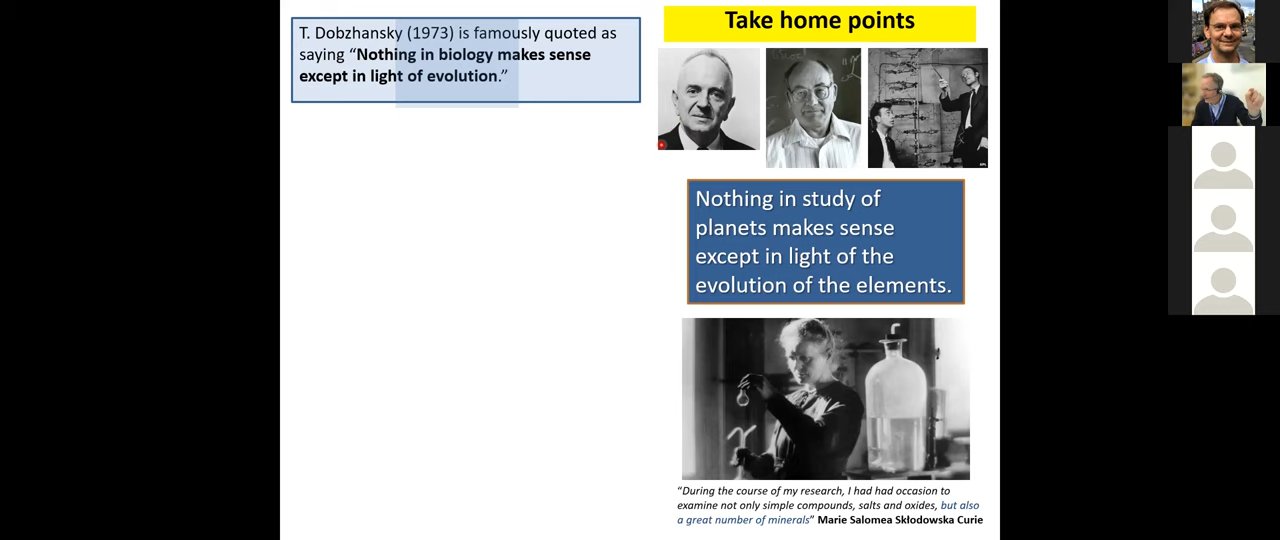 T. Dobzhansky (1973) is famously quoted as
saying “Nothing in biology makes sense
except in light of evolution.”
Take home points
Nothing in study of
planets makes sense
except in light of the
evolution of the elements.
“During the course of my research, I had had occasion to
examine not only simple compounds, salts and oxides, but also
a great number of minerals” Marie Salomea Skłodowska Curie